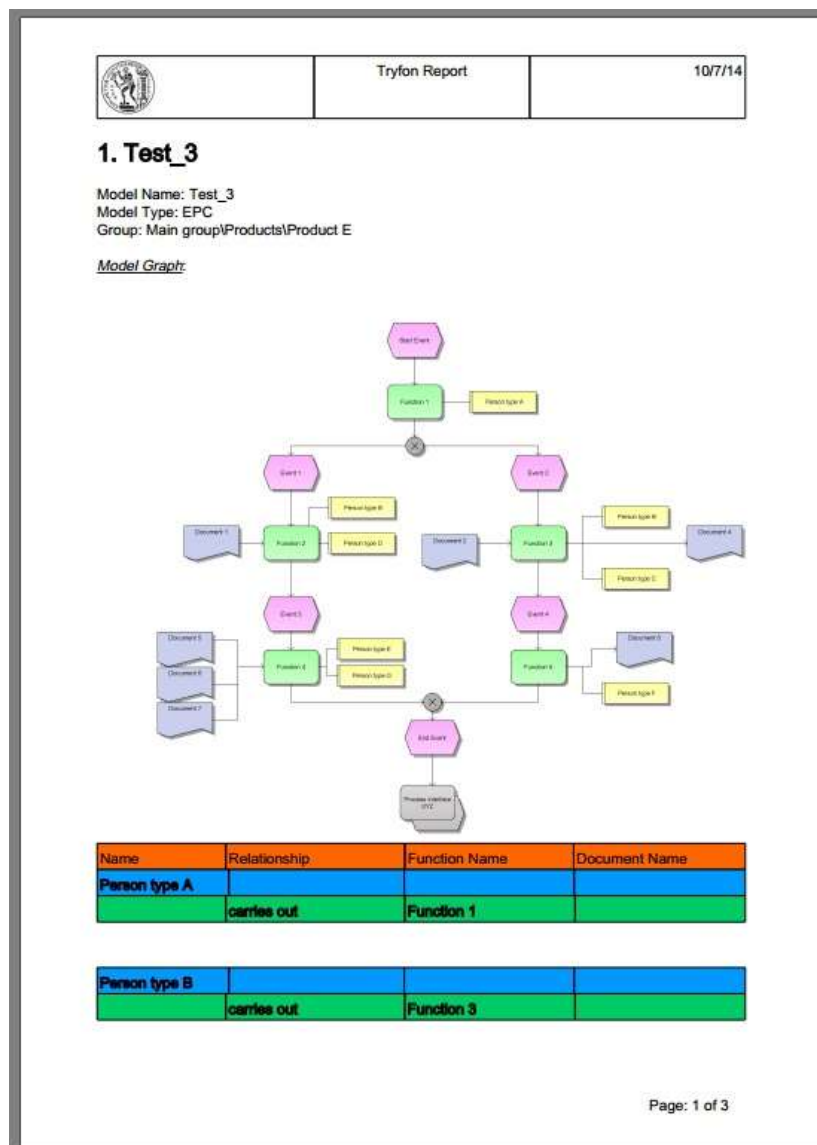 Tryfon Report
10/7/14
1. Test_3
Model Name: Test_3
Model Type: EPC
Group: Main group\Products\Product E
Model Graph:
Start Event
Function 1
Person type A
Event 1
Event 2
Person type B
Person type B
Document 1
Function 2
Person type D
Document 2
Function 3
Document 4
Person type C
Event 3
Event 4
Document 5
Person type E
Document 6
Function 4
Person type D
Function 5
Document 7
Person type F
End Event
Process Interface
XYZ
Name Relationship Function Name Document Name
Person type A
carries out Function 1
Person type B
carries out Function 3
Page: 1 of 3